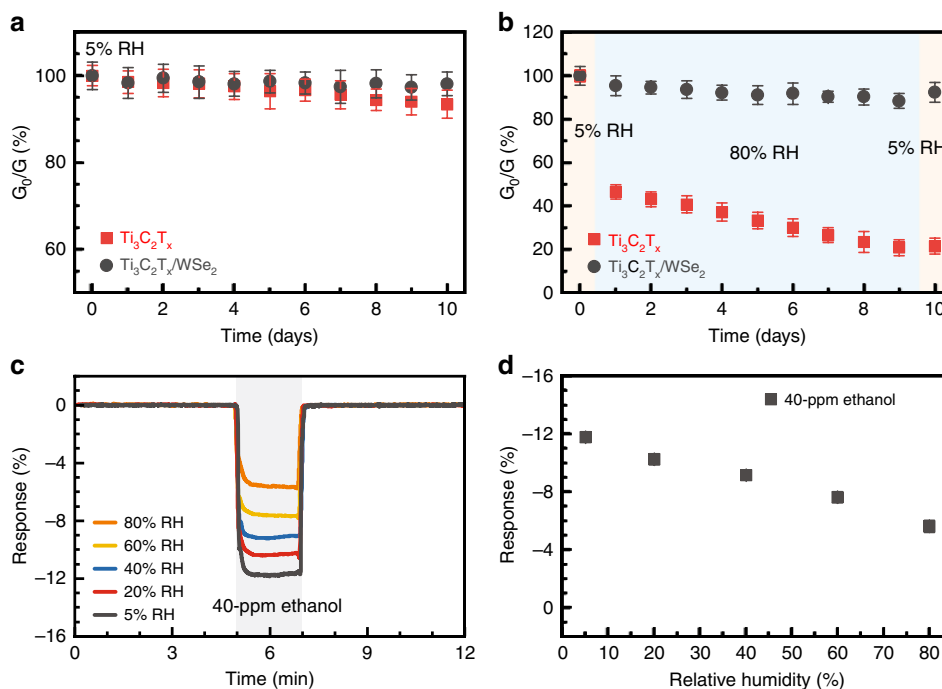 a
5% RH
G₀/G (%)
100
80
60
Ti₃C₂Tₓ
Ti₃C₂Tₓ/WSe₂
0 2 4 6 8 10
Time (days)
b
G₀/G (%)
120
100
80
60
40
20
0
5% RH
80% RH
5% RH
Ti₃C₂Tₓ
Ti₃C₂Tₓ/WSe₂
0 2 4 6 8 10
Time (days)
c
Response (%)
0
−4
−8
−12
−16
80% RH
60% RH
40% RH
20% RH
5% RH
40-ppm ethanol
0 3 6 9 12
Time (min)
d
Response (%)
−16
−12
−8
−4
0
40-ppm ethanol
0 10 20 30 40 50 60 70 80
Relative humidity (%)